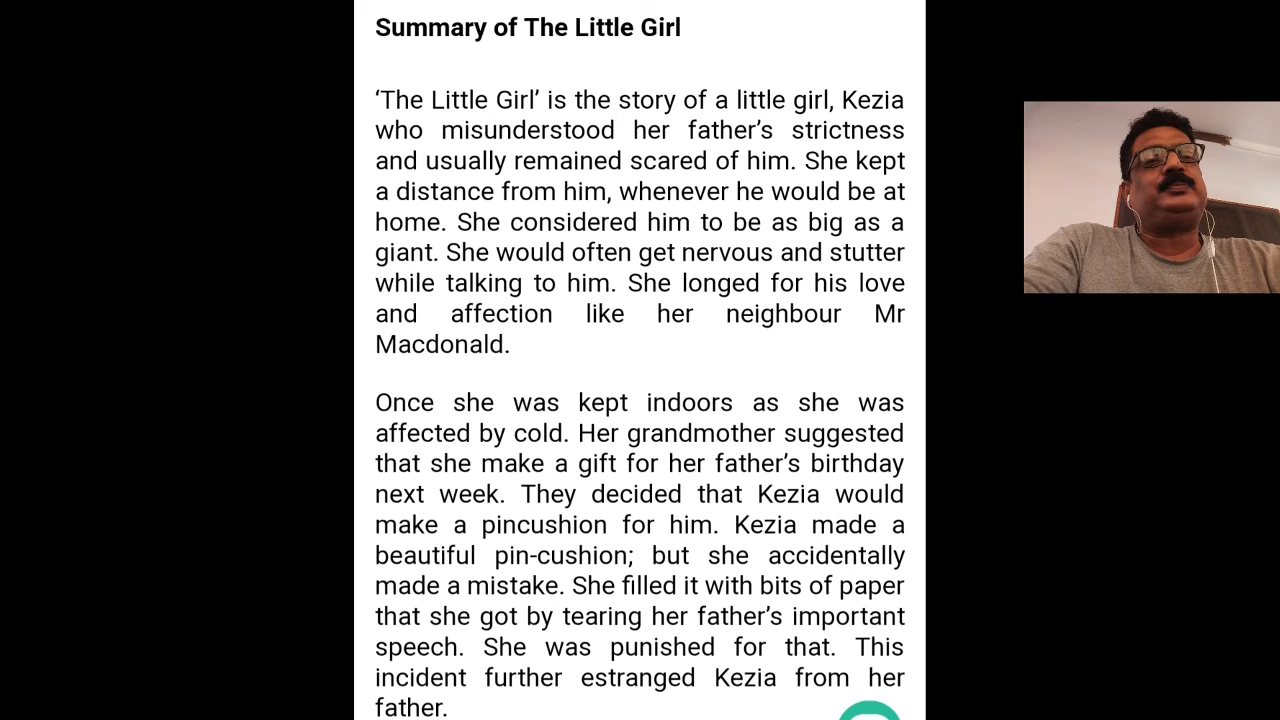 Summary of The Little Girl
‘The Little Girl’ is the story of a little girl, Kezia
who misunderstood her father’s strictness
and usually remained scared of him. She kept
a distance from him, whenever he would be at
home. She considered him to be as big as a
giant. She would often get nervous and stutter
while talking to him. She longed for his love
and affection like her neighbour Mr
Macdonald.
Once she was kept indoors as she was
affected by cold. Her grandmother suggested
that she make a gift for her father’s birthday
next week. They decided that Kezia would
make a pincushion for him. Kezia made a
beautiful pin-cushion; but she accidentally
made a mistake. She filled it with bits of paper
that she got by tearing her father’s important
speech. She was punished for that. This
incident further estranged Kezia from her
father.